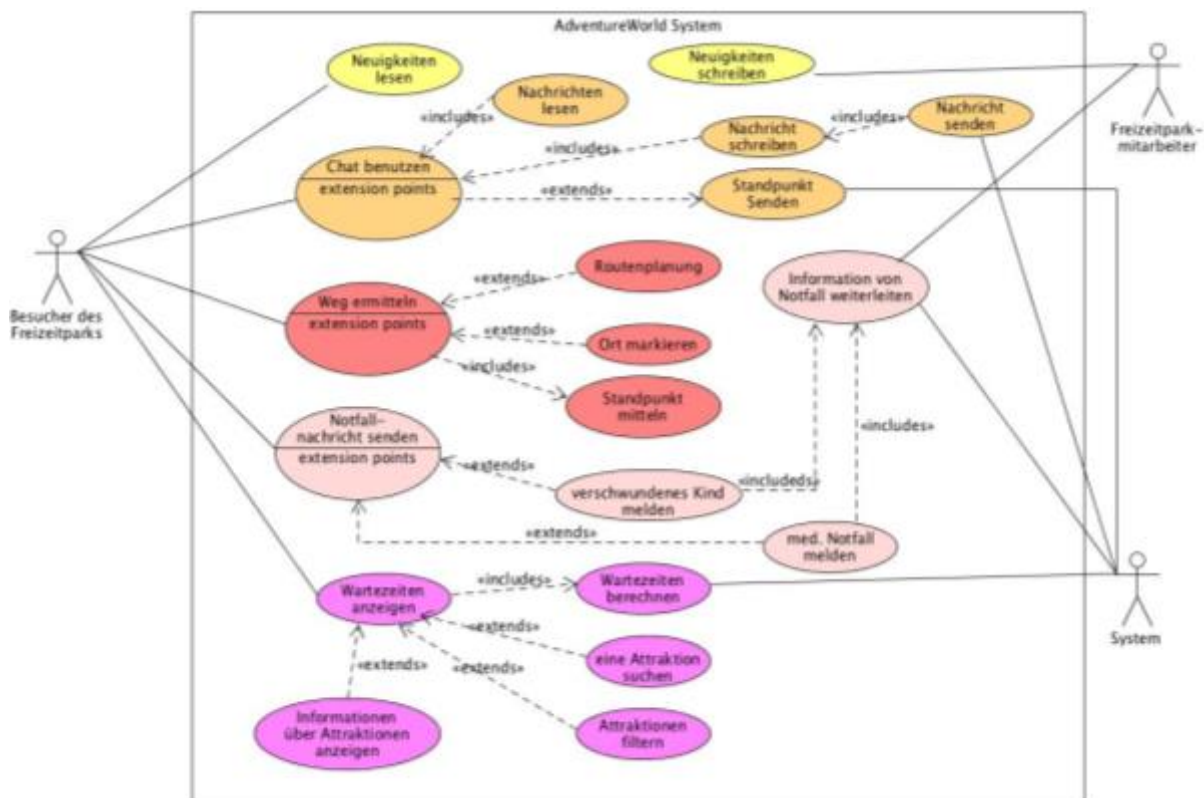 AdventureWorld System
Neuigkeiten
lesen
Neuigkeiten
schreiben
Nachrichten
lesen
«includes»
Nachricht
schreiben
«includes»
Nachricht
senden
«includes»
Freizeitpark-
mitarbeiter
Chat benutzen
extension points
«extends»
Standpunkt
Senden
Besucher des
Freizeitparks
Weg ermitteln
extension points
«extends»
Routenplanung
«extends»
Ort markieren
«includes»
Standpunkt
mitteln
Information von
Notfall weiterleiten
Notfall-
nachricht senden
extension points
«extends»
verschwundenes Kind
melden
«includeds»
«includes»
«extends»
med. Notfall
melden
Wartezeiten
anzeigen
«includes»
Wartezeiten
berechnen
System
«extends»
eine Attraktion
suchen
«extends»
«extends»
Informationen
über Attraktionen
anzeigen
Attraktionen
filtern